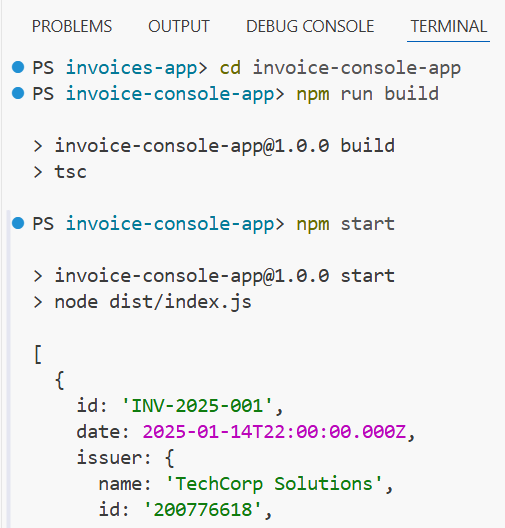 PROBLEMS OUTPUT DEBUG CONSOLE TERMINAL
PS invoices-app> cd invoice-console-app
PS invoice-console-app> npm run build
> invoice-console-app@1.0.0 build
> tsc
PS invoice-console-app> npm start
> invoice-console-app@1.0.0 start
> node dist/index.js
[
{
id: 'INV-2025-001',
date: 2025-01-14T22:00:00.000Z,
issuer: {
name: 'TechCorp Solutions',
id: '200776618',